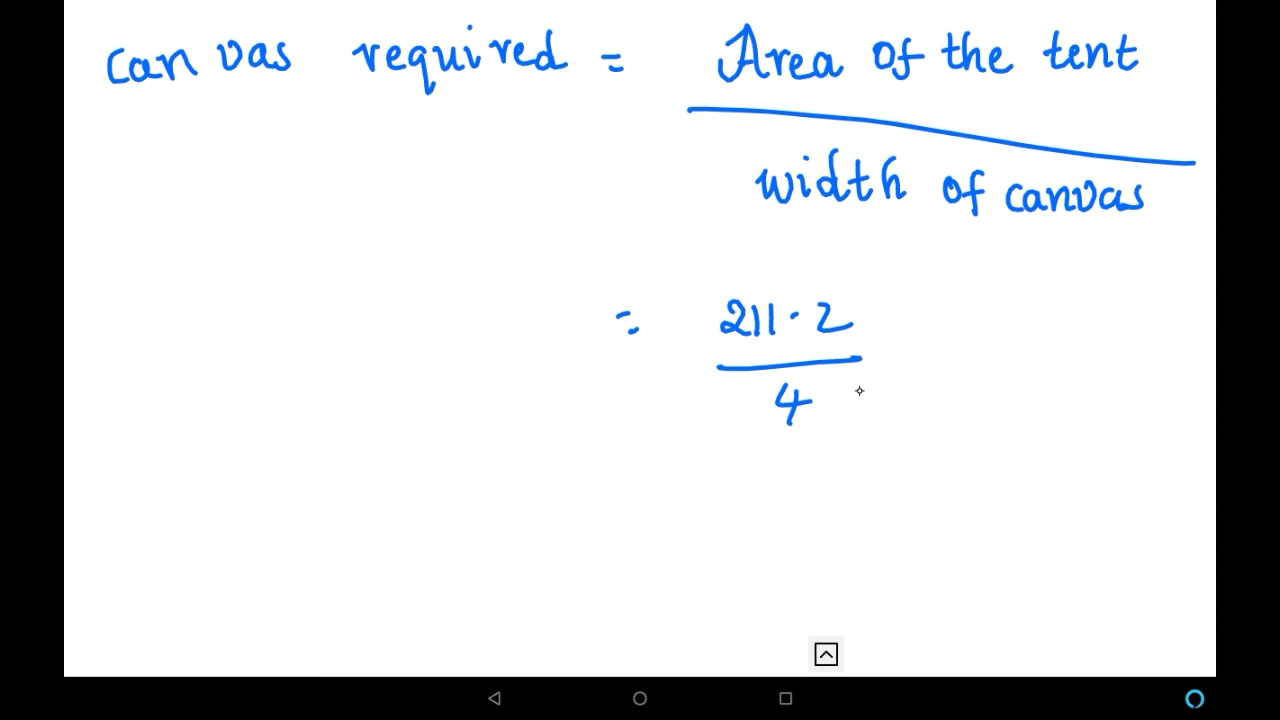 canvas required = Area of the tent
width of canvas
= 211.2
4